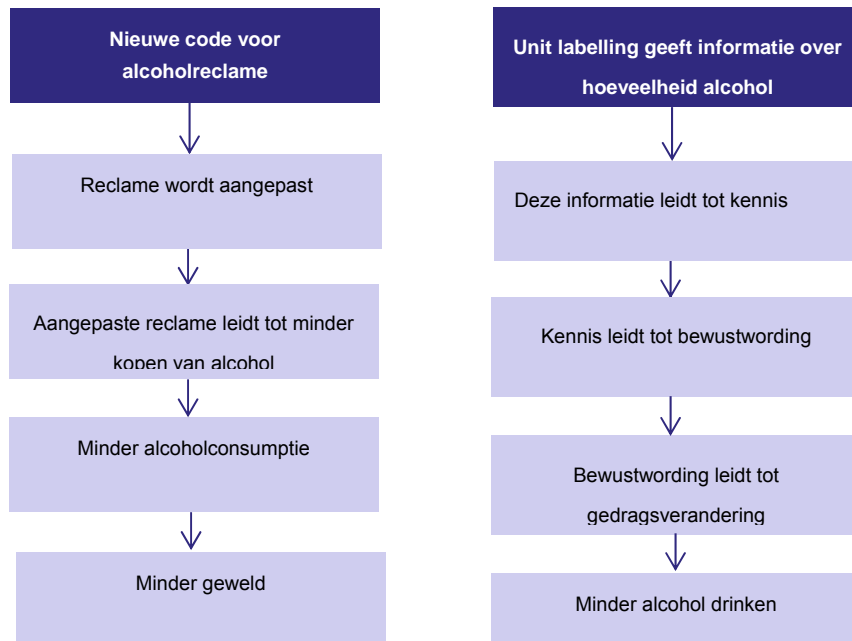 Nieuwe code voor
alcoholreclame
Reclame wordt aangepast
Aangepaste reclame leidt tot minder
kopen van alcohol
Minder alcoholconsumptie
Minder geweld
Unit labelling geeft informatie over
hoeveelheid alcohol
Deze informatie leidt tot kennis
Kennis leidt tot bewustwording
Bewustwording leidt tot
gedragsverandering
Minder alcohol drinken